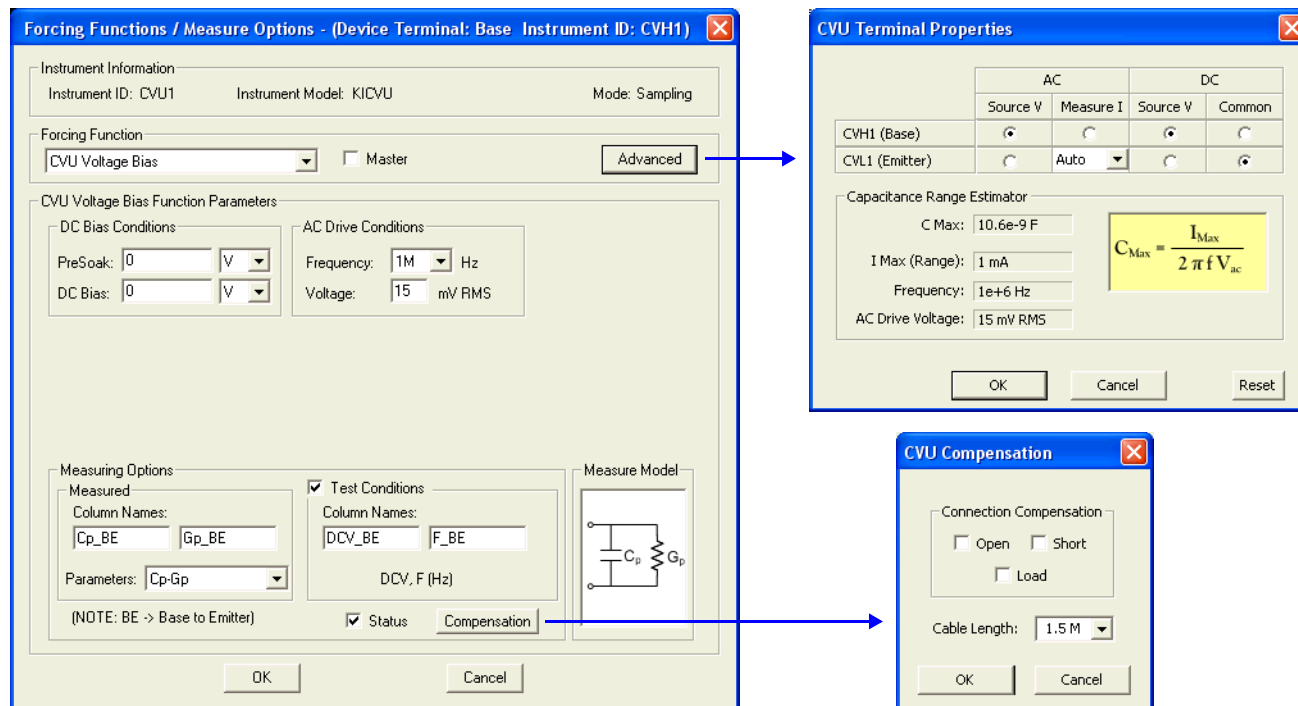 Forcing Functions / Measure Options - (Device Terminal: Base Instrument ID: CVH1)
Instrument Information
Instrument ID: CVU1 Instrument Model: KICVU Mode: Sampling
Forcing Function
CVU Voltage Bias Master Advanced
CVU Voltage Bias Function Parameters
DC Bias Conditions
PreSoak: 0 V
DC Bias: 0 V
AC Drive Conditions
Frequency: 1M Hz
Voltage: 15 mV RMS
Measuring Options
Measured
Column Names:
Cp_BE Gp_BE
Parameters: Cp-Gp
(NOTE: BE -> Base to Emitter)
Test Conditions
Column Names:
DCV_BE F_BE
DCV, F (Hz)
Status Compensation
Measure Model
Cp Gp
OK Cancel
CVU Terminal Properties
AC DC
Source V Measure I Source V Common
CVH1 (Base)
CVL1 (Emitter) Auto
Capacitance Range Estimator
C Max: 10.6e-9 F
I Max (Range): 1 mA
Frequency: 1e+6 Hz
AC Drive Voltage: 15 mV RMS
CMax = IMax / 2 π f Vac
OK Cancel Reset
CVU Compensation
Connection Compensation
Open Short
Load
Cable Length: 1.5 M
OK Cancel